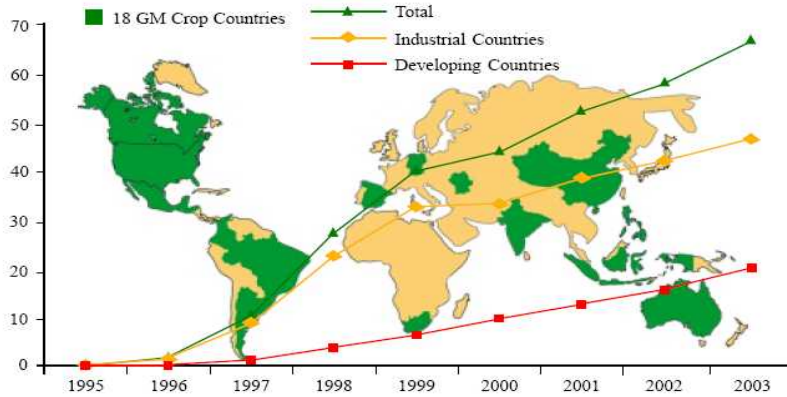 18 GM Crop Countries
Total
Industrial Countries
Developing Countries
70
60
50
40
30
20
10
0
1995 1996 1997 1998 1999 2000 2001 2002 2003